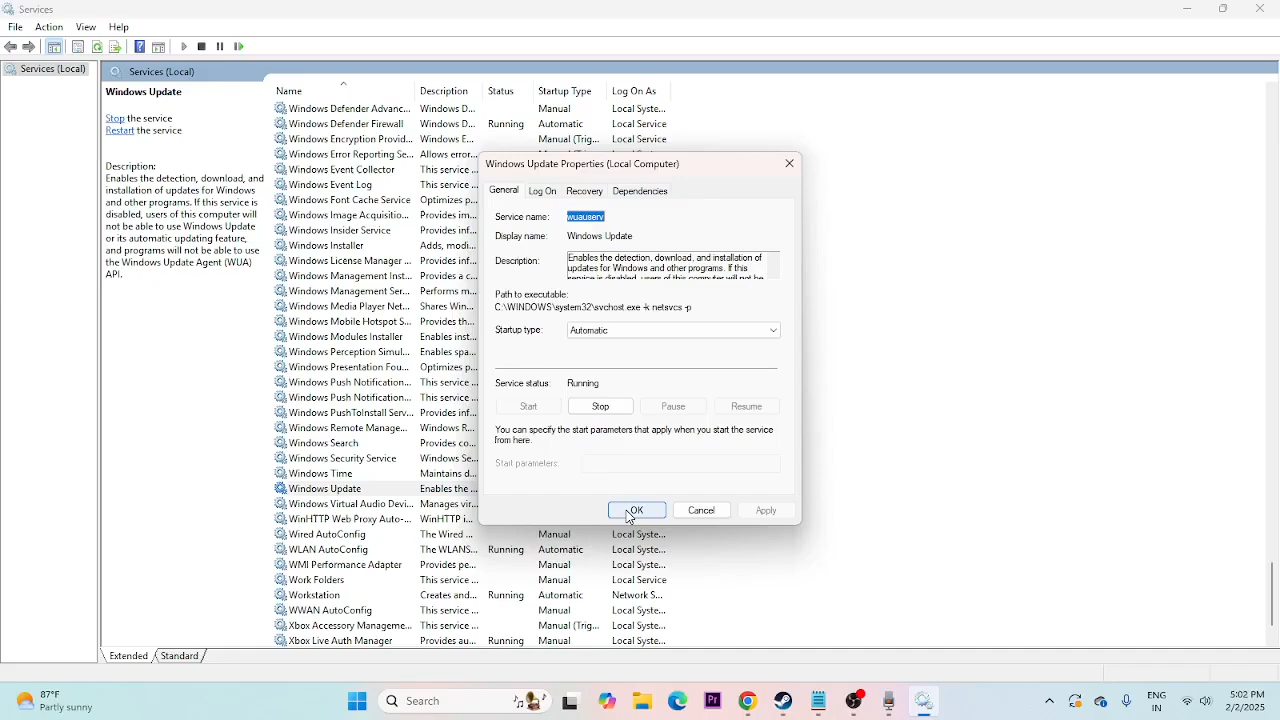 Services
File Action View Help
Services (Local)
Services (Local)
Windows Update
Stop the service
Restart the service
Description:
Enables the detection, download, and
installation of updates for Windows
and other programs. If this service is
disabled, users of this computer will
not be able to use Windows Update
or its automatic updating feature,
and programs will not be able to use
the Windows Update Agent (WUA)
API.
Name Description Status Startup Type Log On As
Windows Defender Advanc... Windows D... Manual Local Syste...
Windows Defender Firewall Windows D... Running Automatic Local Service
Windows Encryption Provid... Windows E... Manual (Trig... Local Service
Windows Error Reporting Se... Allows error...
Windows Event Collector This service ...
Windows Event Log This service ...
Windows Font Cache Service Optimizes p...
Windows Image Acquisitio... Provides im...
Windows Insider Service Provides inf...
Windows Installer Adds, modi...
Windows License Manager ... Provides inf...
Windows Management Inst... Provides a c...
Windows Management Ser... Performs m...
Windows Media Player Net... Shares Win...
Windows Mobile Hotspot S... Provides th...
Windows Modules Installer Enables inst...
Windows Perception Simul... Enables spa...
Windows Presentation Fou... Optimizes p...
Windows Push Notification... This service ...
Windows Push Notification... This service ...
Windows PushToInstall Serv... Provides inf...
Windows Remote Manage... Windows R...
Windows Search Provides co...
Windows Security Service Windows Se...
Windows Time Maintains d...
Windows Update Enables the ...
Windows Virtual Audio Devi... Manages vir...
WinHTTP Web Proxy Auto-... WinHTTP i...
Wired AutoConfig The Wired ... Manual Local Syste...
WLAN AutoConfig The WLANS... Running Automatic Local Syste...
WMI Performance Adapter Provides pe... Manual Local Syste...
Work Folders This service ... Manual Local Service
Workstation Creates and... Running Automatic Network S...
WWAN AutoConfig This service ... Manual Local Syste...
Xbox Accessory Manageme... This service ... Manual (Trig... Local Syste...
Xbox Live Auth Manager Provides au... Running Manual Local Syste...
Windows Update Properties (Local Computer)
General Log On Recovery Dependencies
Service name: wuauserv
Display name: Windows Update
Description: Enables the detection, download, and installation of
updates for Windows and other programs. If this
service is disabled, users of this computer will not be
Path to executable:
C:\WINDOWS\system32\svchost.exe -k netsvcs -p
Startup type: Automatic
Service status: Running
Start Stop Pause Resume
You can specify the start parameters that apply when you start the service
from here.
Start parameters:
OK Cancel Apply
Extended Standard
87°F
Partly sunny
Search
Pr
ENG
IN
5:02 PM
2/2/2025